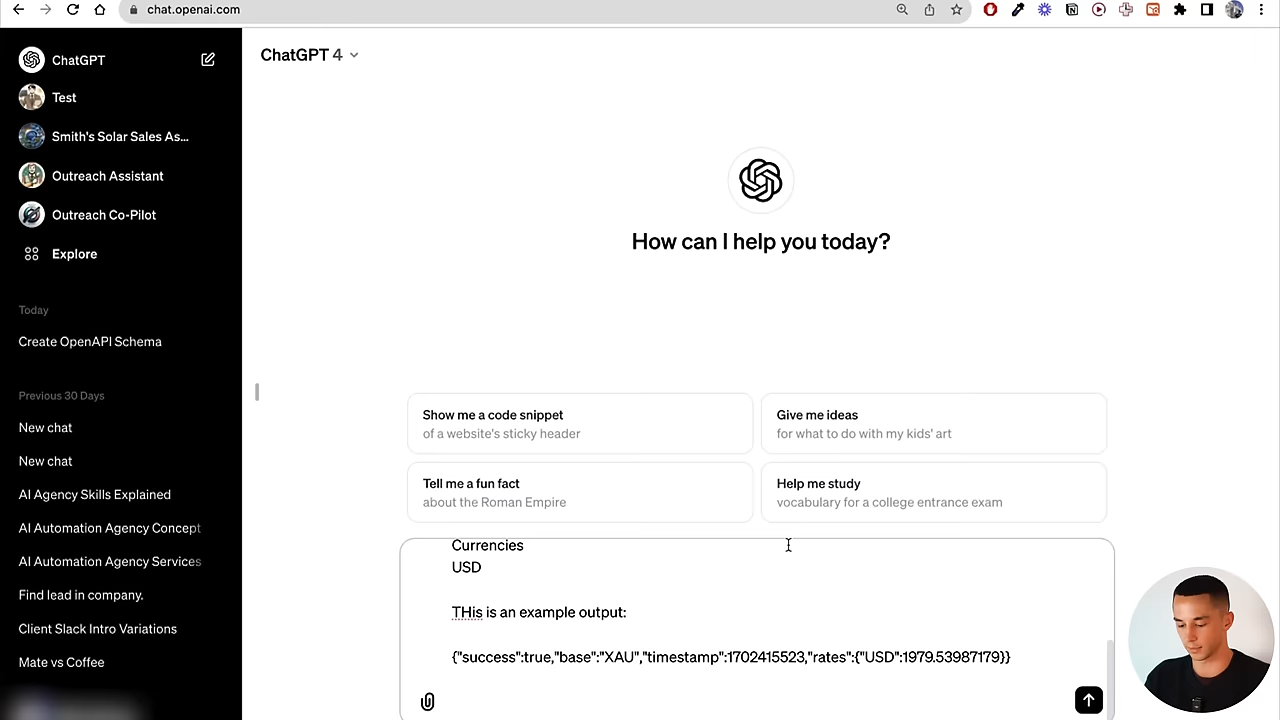 chat.openai.com
ChatGPT
Test
Smith's Solar Sales As...
Outreach Assistant
Outreach Co-Pilot
Explore
Today
Create OpenAPI Schema
Previous 30 Days
New chat
New chat
AI Agency Skills Explained
AI Automation Agency Concept
AI Automation Agency Services
Find lead in company.
Client Slack Intro Variations
Mate vs Coffee
ChatGPT 4
How can I help you today?
Show me a code snippet
of a website's sticky header
Give me ideas
for what to do with my kids' art
Tell me a fun fact
about the Roman Empire
Help me study
vocabulary for a college entrance exam
Currencies
USD
THis is an example output:
{"success":true,"base":"XAU","timestamp":1702415523,"rates":{"USD":1979.53987179}}